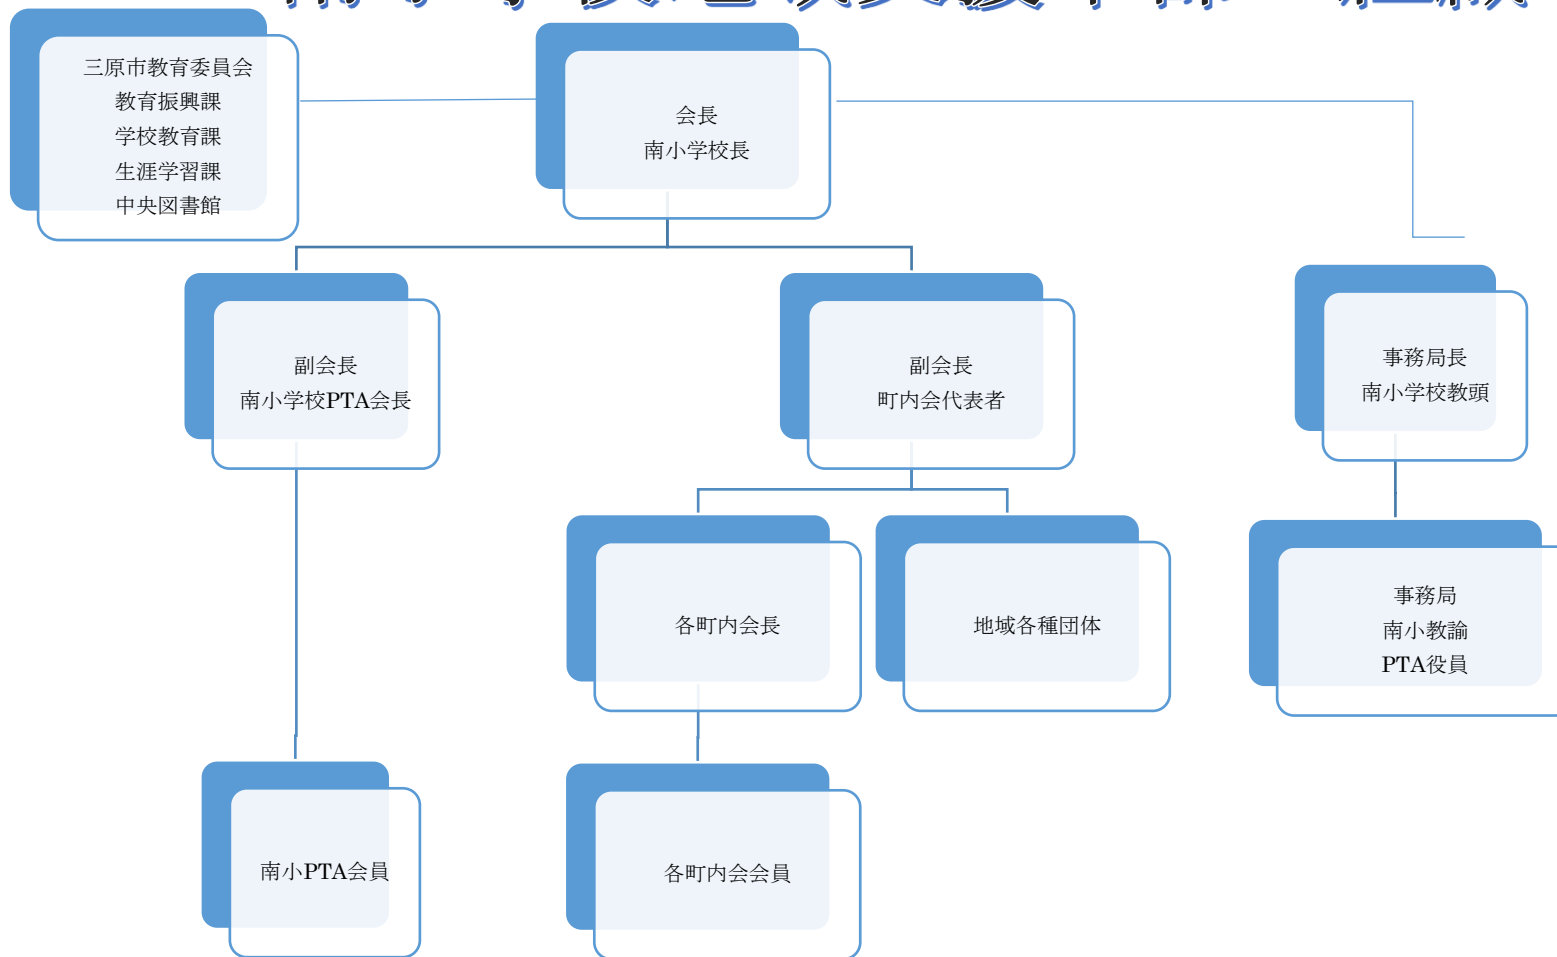 三原市教育委員会
教育振興課
学校教育課
生涯学習課
中央図書館
会長
南小学校長
副会長
南小学校PTA会長
副会長
町内会代表者
事務局長
南小学校教頭
各町内会長
地域各種団体
事務局
南小教諭
PTA役員
南小PTA会員
各町内会会員